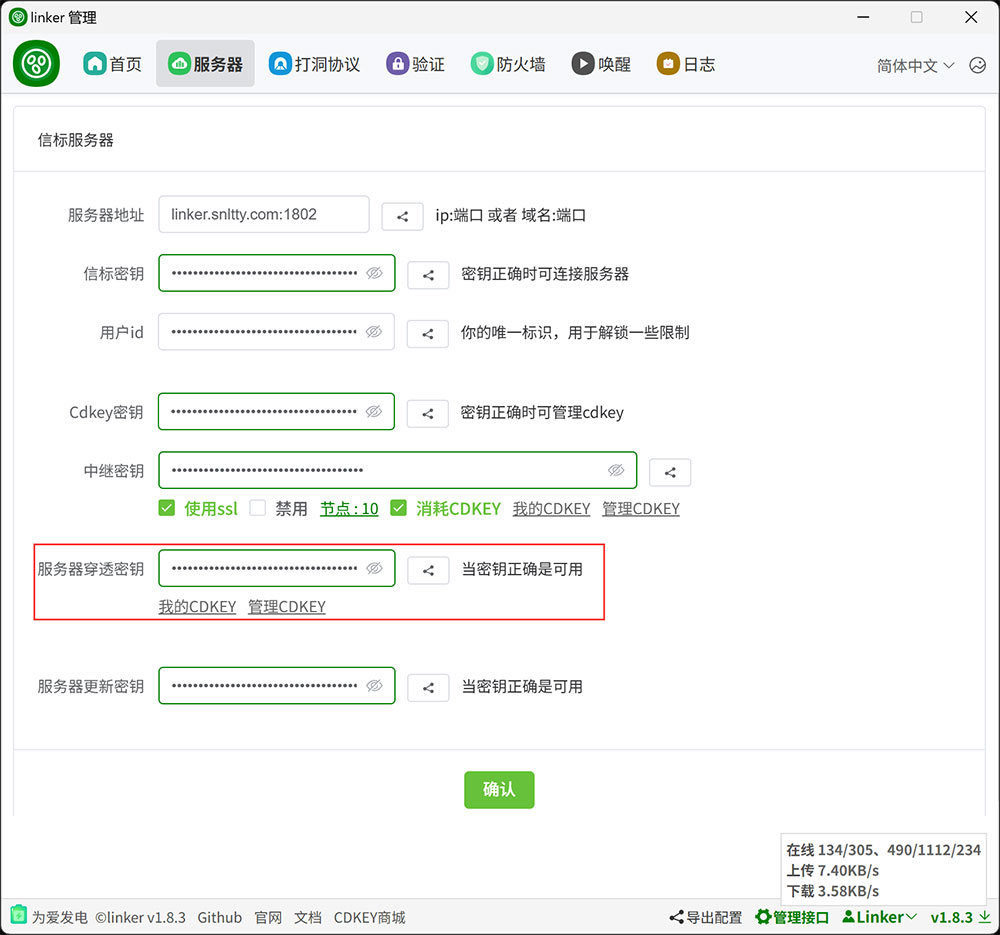 linker 管理
首页 服务器 打洞协议 验证 防火墙 唤醒 日志 简体中文
信标服务器
服务器地址 linker.snltty.com:1802 ip:端口 或者 域名:端口
信标密钥 密钥正确时可连接服务器
用户id 你的唯一标识，用于解锁一些限制
Cdkey密钥 密钥正确时可管理cdkey
中继密钥
使用ssl 禁用 节点 : 10 消耗CDKEY 我的CDKEY 管理CDKEY
服务器穿透密钥 当密钥正确是可用
我的CDKEY 管理CDKEY
服务器更新密钥 当密钥正确是可用
确认
在线 134/305、490/1112/234
上传 7.40KB/s
下载 3.58KB/s
为爱发电 ©linker v1.8.3 Github 官网 文档 CDKEY商城 导出配置 管理接口 Linker v1.8.3